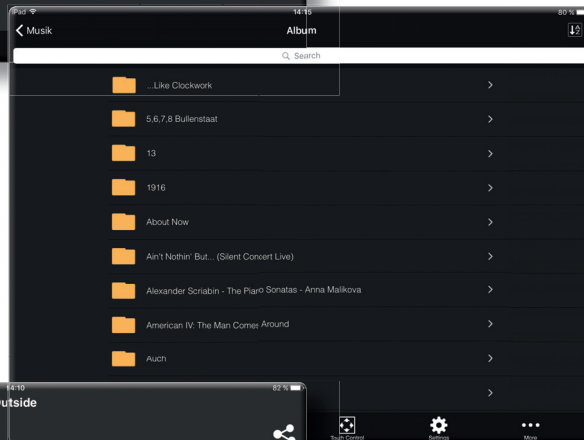 iPad 14:15 80 %
Musik Album
Search
...Like Clockwork
5,6,7,8 Bullenstaat
13
1916
About Now
Ain't Nothin' But... (Silent Concert Live)
Alexander Scriabin - The Piano Sonatas - Anna Malikova
American IV: The Man Comes Around
Auch
14:10 82 %
utside
Touch Control Settings More